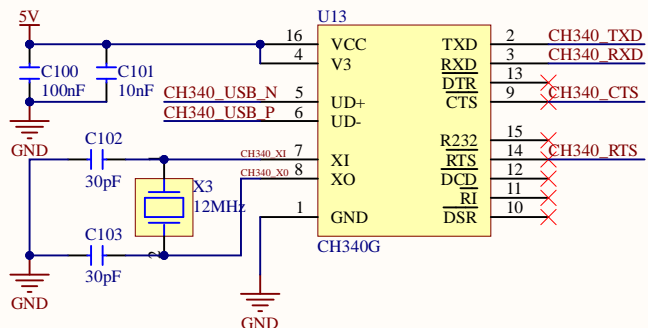 5V
U13
16 VCC TXD 2 CH340_TXD
4 V3 RXD 3 CH340_RXD
C100 100nF
C101 10nF
DTR 13
CTS 9 CH340_CTS
CH340_USB_N 5 UD+
CH340_USB_P 6 UD-
GND
R232 15
C102 30pF
CH340_XI 7 XI
RTS 14 CH340_RTS
CH340_X0 8 XO
DCD 12
X3 12MHz
1
2
RI 11
1 GND
DSR 10
C103 30pF
CH340G
GND
GND